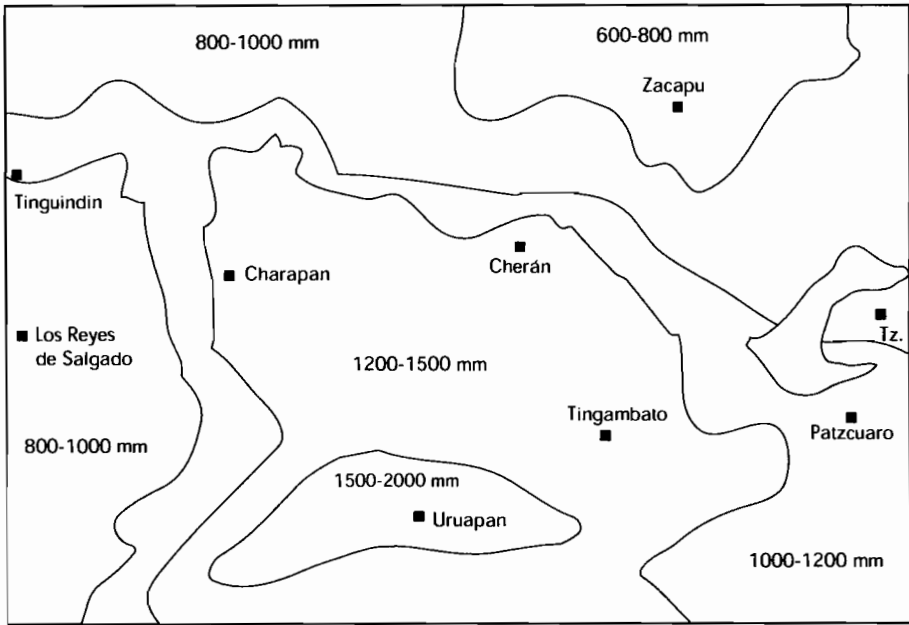 800-1000 mm
600-800 mm
Zacapu
Tinguindin
Charapan
Cherán
Tz.
Los Reyes
de Salgado
1200-1500 mm
Tingambato
Patzcuaro
800-1000 mm
1500-2000 mm
Uruapan
1000-1200 mm